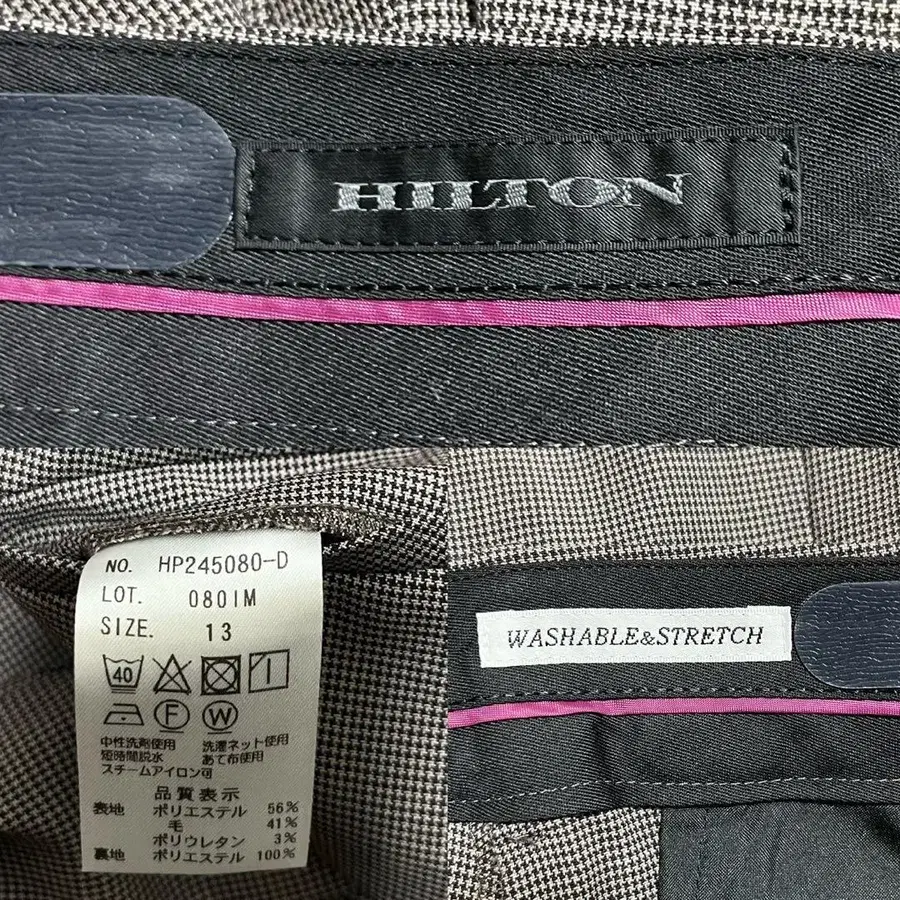 HILTON
NO. HP245080-D
LOT. 0801M
SIZE. 13
40
F W
中性洗剤使用 洗濯ネット使用
短時間脱水 あて布使用
スチームアイロン可
品質表示
表地 ポリエステル 56%
毛 41%
ポリウレタン 3%
裏地 ポリエステル 100%
WASHABLE&STRETCH